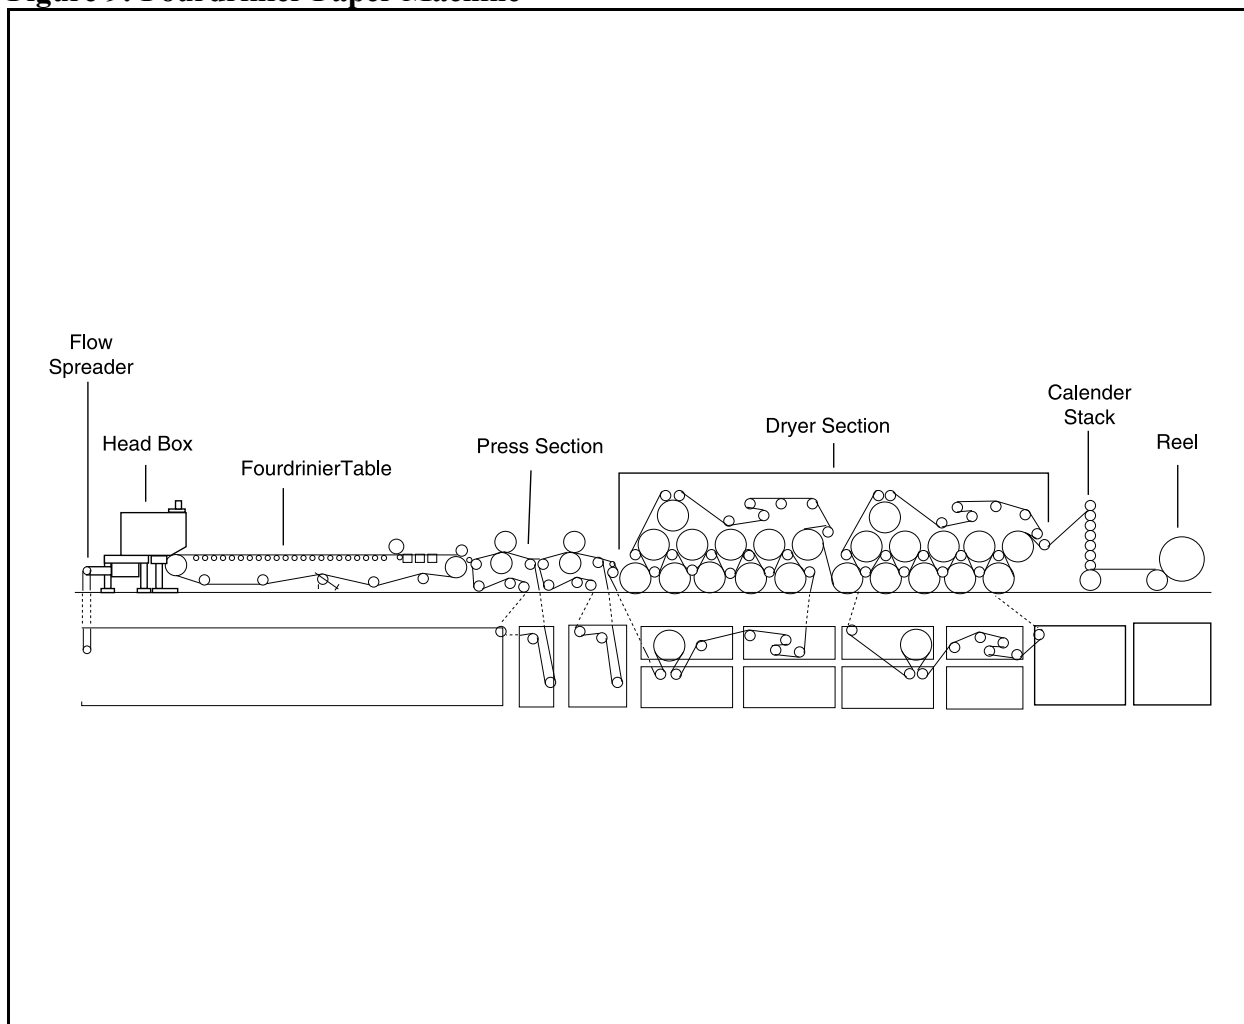 Figure 9. Fourdrinier Paper Machine
Flow
Spreader
Head Box
FourdrinierTable
Press Section
Dryer Section
Calender
Stack
Reel